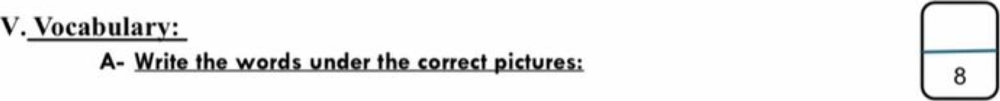 V. Vocabulary:
A- Write the words under the correct pictures:
8